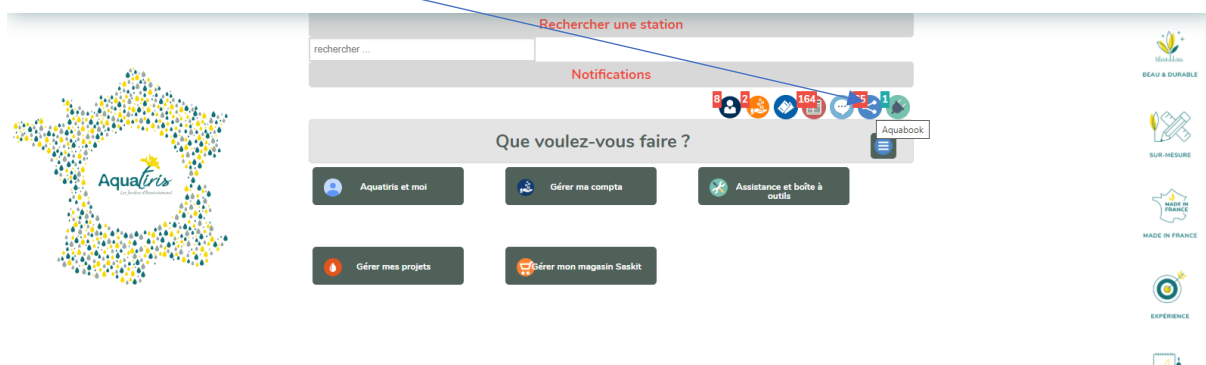 Rechercher une station
rechercher ...
Notifications
8
2
164
5
1
Aquabook
Que voulez-vous faire ?
Aquatiris et moi
Gérer ma compta
Assistance et boîte à
outils
Gérer mes projets
Gérer mon magasin Saskit
Aquatiris
Les Jardins d'Assainissement
BEAU & DURABLE
SUR-MESURE
MADE IN
FRANCE
MADE IN FRANCE
EXPÉRIENCE